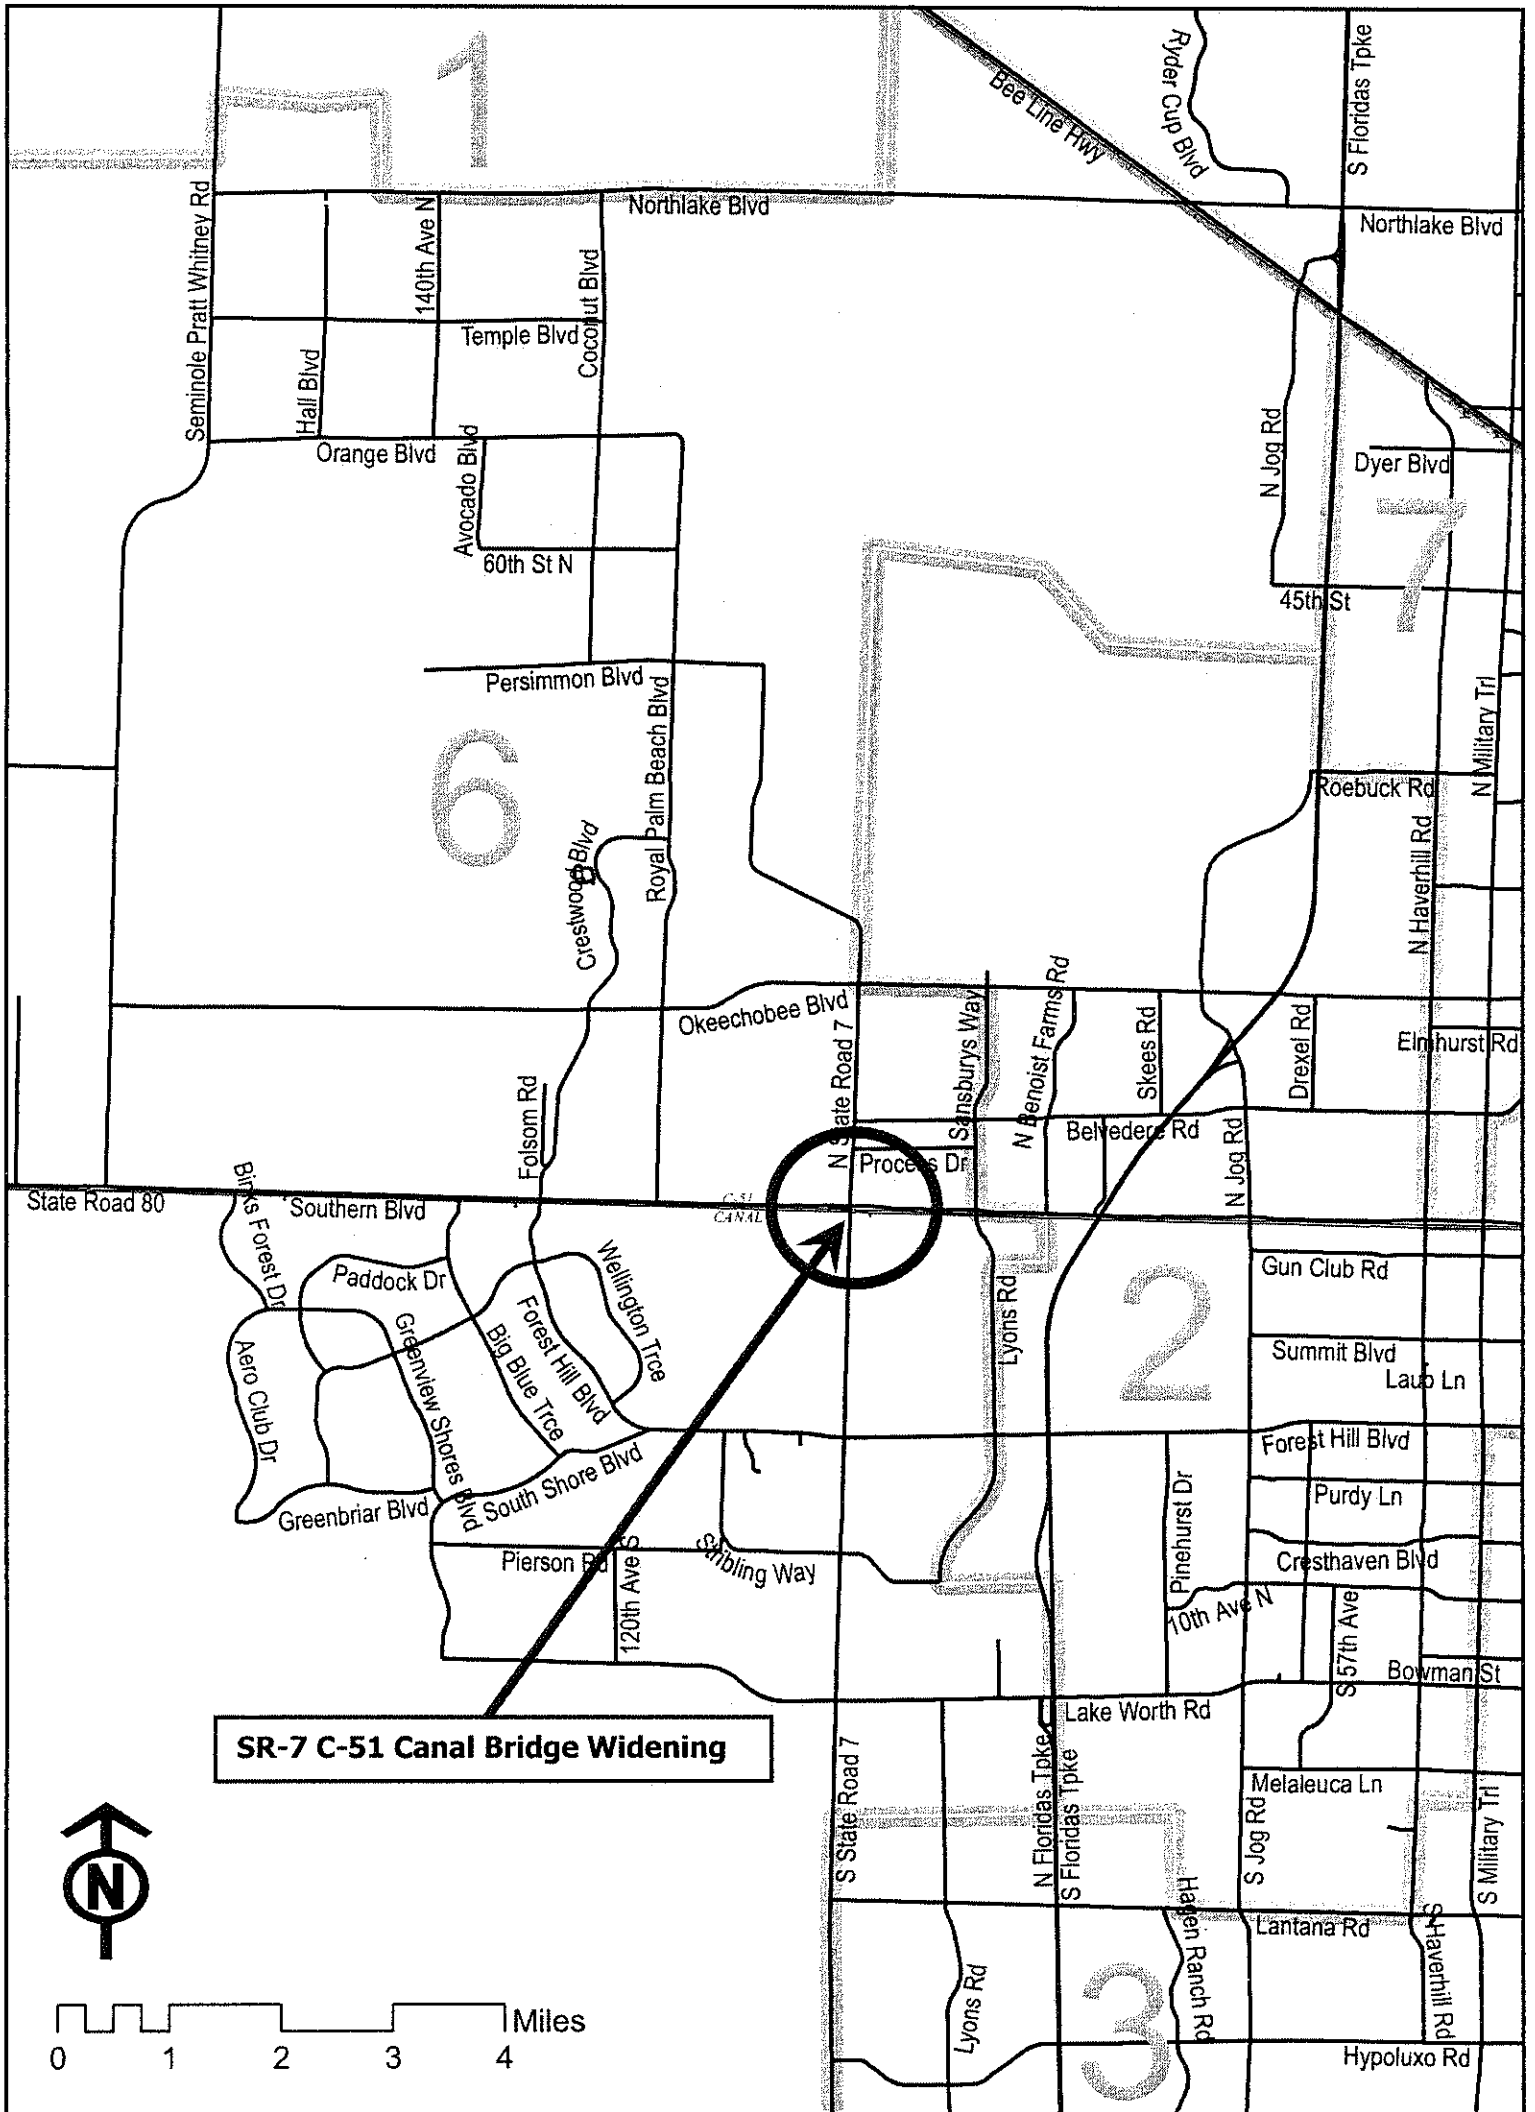 1
Bee Line Hwy
Ryder Cup Blvd
S Floridas Tpke
Seminole Pratt Whitney Rd
Northlake Blvd
Northlake Blvd
140th Ave N
Coconut Blvd
Temple Blvd
Hall Blvd
Orange Blvd
Avocado Blvd
60th St N
N Jog Rd
Dyer Blvd
7
45th St
Persimmon Blvd
Royal Palm Beach Blvd
6
N Military Trl
Roebuck Rd
Crestwood Blvd
N Haverhill Rd
Okeechobee Blvd
N State Road 7
Sansburys Way
N Benoist Farms Rd
Skees Rd
Drexel Rd
Elmhurst Rd
Folsom Rd
Belvedere Rd
N Jog Rd
Process Dr
State Road 80
Binks Forest Dr
Southern Blvd
C-51
CANAL
Paddock Dr
Wellington Trce
Gun Club Rd
Lyons Rd
2
Forest Hill Blvd
Big Blue Trce
Greenview Shores Blvd
Aero Club Dr
Summit Blvd
Laub Ln
Forest Hill Blvd
South Shore Blvd
Greenbriar Blvd
Pinehurst Dr
Purdy Ln
Pierson Rd
120th Ave S
Stribling Way
Cresthaven Blvd
10th Ave N
S 57th Ave
Bowman St
Lake Worth Rd
SR-7 C-51 Canal Bridge Widening
S State Road 7
N Floridas Tpke
S Floridas Tpke
Melaleuca Ln
S Jog Rd
S Military Trl
N
Hagen Ranch Rd
Lantana Rd
S Haverhill Rd
Lyons Rd
3
Hypoluxo Rd
Miles
0 1 2 3 4